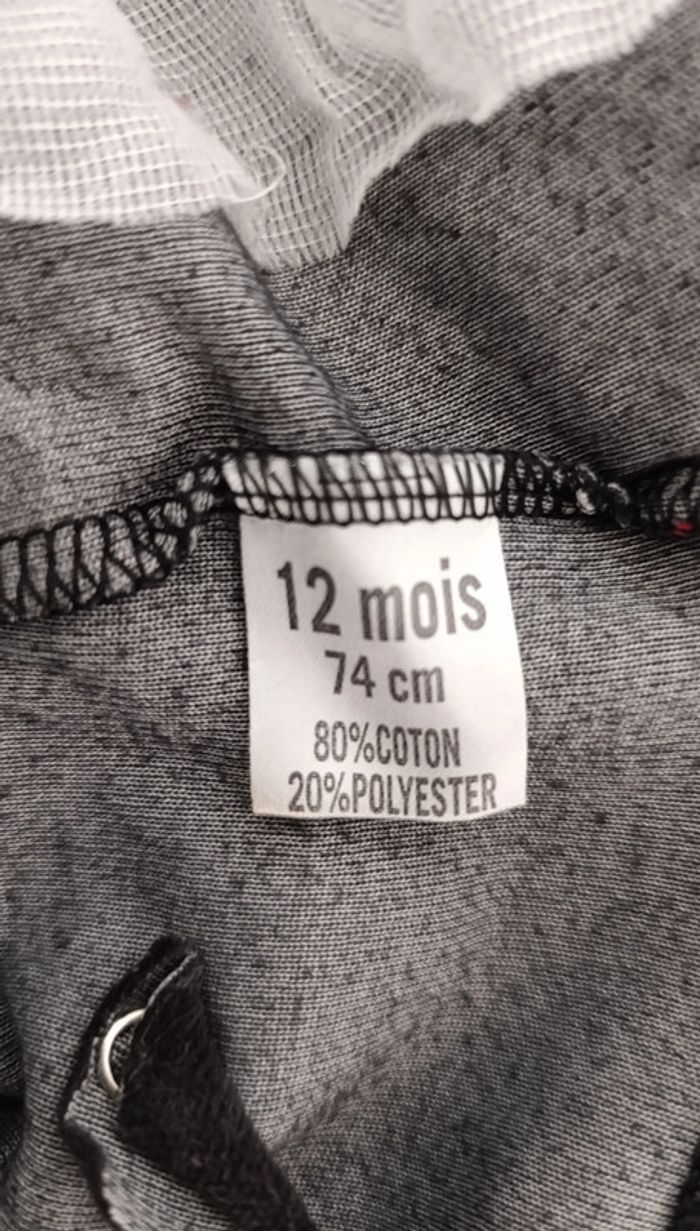 12 mois
74 cm
80%COTON
20%POLYESTER